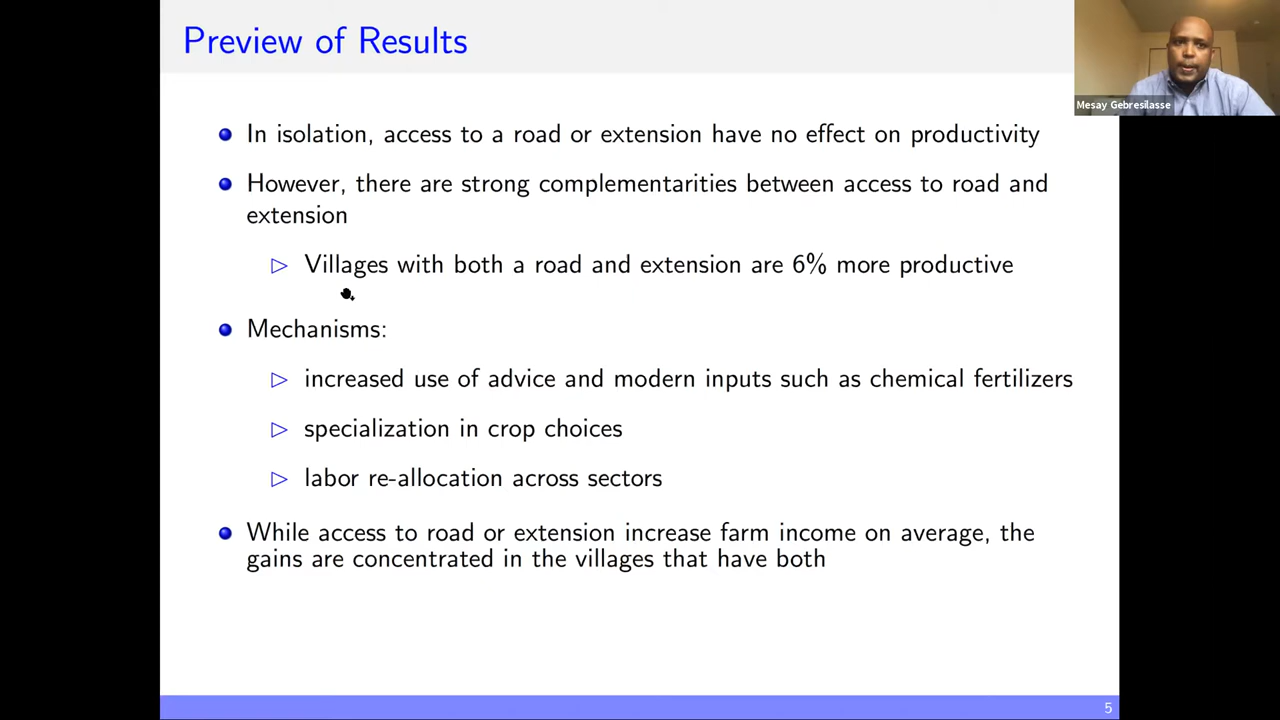 Preview of Results
Mesay Gebresilasse
In isolation, access to a road or extension have no effect on productivity
However, there are strong complementarities between access to road and
extension
Villages with both a road and extension are 6% more productive
Mechanisms:
increased use of advice and modern inputs such as chemical fertilizers
specialization in crop choices
labor re-allocation across sectors
While access to road or extension increase farm income on average, the
gains are concentrated in the villages that have both
5